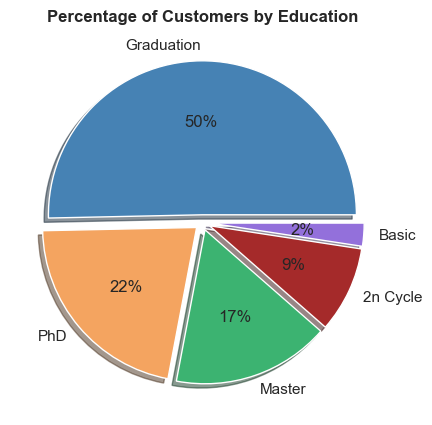 Percentage of Customers by Education
Graduation
50%
2%
Basic
9%
22%
2n Cycle
17%
PhD
Master